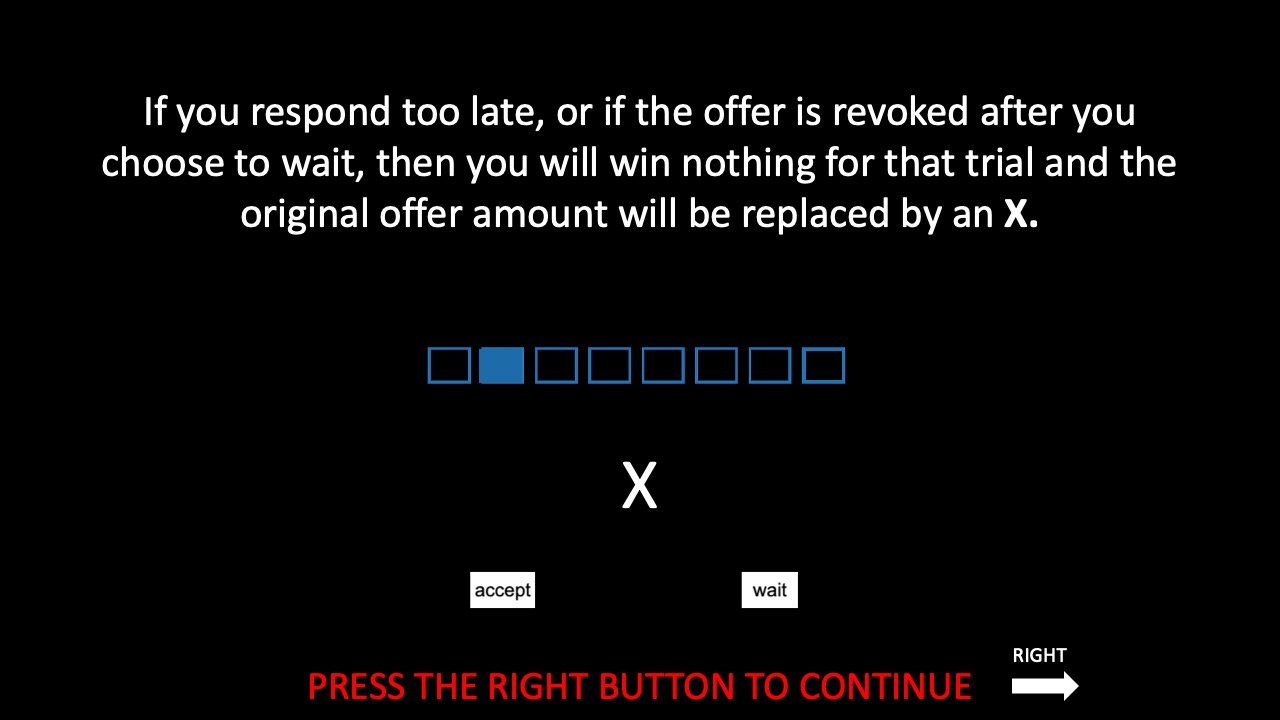 If you respond too late, or if the offer is revoked after you
choose to wait, then you will win nothing for that trial and the
original offer amount will be replaced by an X.
X
accept wait
RIGHT
PRESS THE RIGHT BUTTON TO CONTINUE